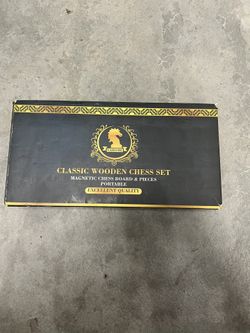 CLASSIC WOODEN CHESS SET
MAGNETIC CHESS BOARD & PIECES
PORTABLE
EXCELLENT QUALITY